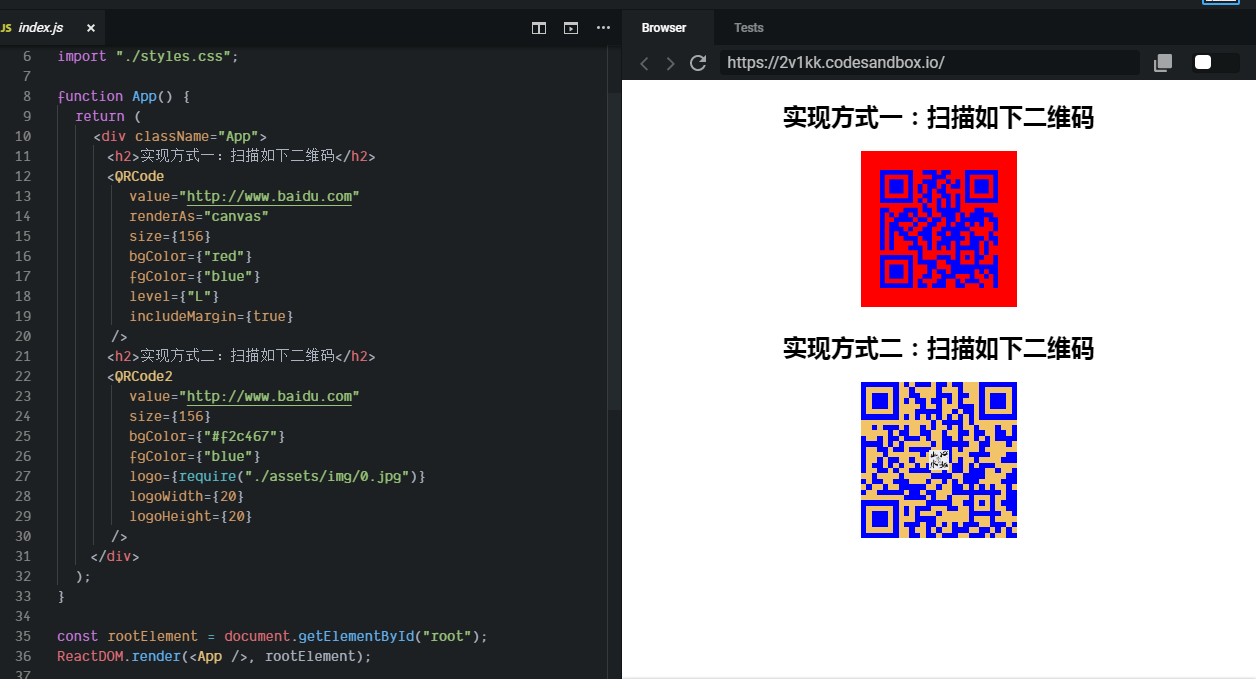 JS index.js ×
6 import "./styles.css";
7
8 function App() {
9 return (
10 <div className="App">
11 <h2>实现方式一：扫描如下二维码</h2>
12 <QRCode
13 value="http://www.baidu.com"
14 renderAs="canvas"
15 size={156}
16 bgColor={"red"}
17 fgColor={"blue"}
18 level={"L"}
19 includeMargin={true}
20 />
21 <h2>实现方式二：扫描如下二维码</h2>
22 <QRCode2
23 value="http://www.baidu.com"
24 size={156}
25 bgColor={"#f2c467"}
26 fgColor={"blue"}
27 logo={require("./assets/img/0.jpg")}
28 logoWidth={20}
29 logoHeight={20}
30 />
31 </div>
32 );
33 }
34
35 const rootElement = document.getElementById("root");
36 ReactDOM.render(<App />, rootElement);
37
Browser Tests
https://2v1kk.codesandbox.io/
实现方式一：扫描如下二维码
实现方式二：扫描如下二维码